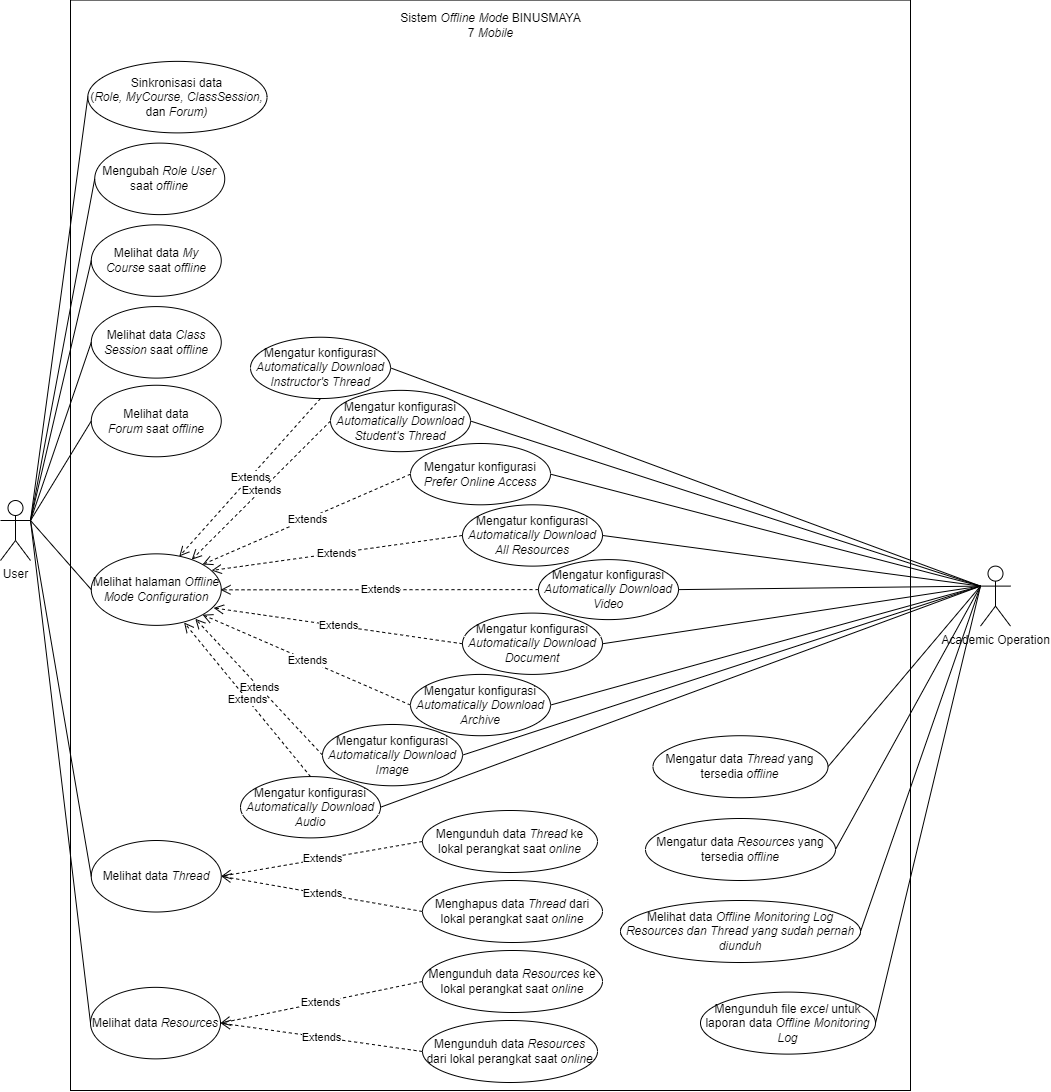 Sistem Offline Mode BINUSMAYA
7 Mobile
Sinkronisasi data
(Role, MyCourse, ClassSession,
dan Forum)
Mengubah Role User
saat offline
Melihat data My
Course saat offline
Melihat data Class
Session saat offline
Melihat data
Forum saat offline
User
Melihat halaman Offline
Mode Configuration
Mengatur konfigurasi
Automatically Download
Instructor's Thread
Mengatur konfigurasi
Automatically Download
Student's Thread
Mengatur konfigurasi
Prefer Online Access
Mengatur konfigurasi
Automatically Download
All Resources
Mengatur konfigurasi
Automatically Download
Video
Mengatur konfigurasi
Automatically Download
Document
Mengatur konfigurasi
Automatically Download
Archive
Mengatur konfigurasi
Automatically Download
Image
Mengatur konfigurasi
Automatically Download
Audio
Extends
Extends
Extends
Extends
Extends
Extends
Extends
Extends
Extends
Academic Operation
Melihat data Thread
Extends
Extends
Mengunduh data Thread ke
lokal perangkat saat online
Menghapus data Thread dari
lokal perangkat saat online
Melihat data Resources
Extends
Extends
Mengunduh data Resources ke
lokal perangkat saat online
Mengunduh data Resources
dari lokal perangkat saat online
Mengatur data Thread yang
tersedia offline
Mengatur data Resources yang
tersedia offline
Melihat data Offline Monitoring Log
Resources dan Thread yang sudah pernah
diunduh
Mengunduh file excel untuk
laporan data Offline Monitoring
Log